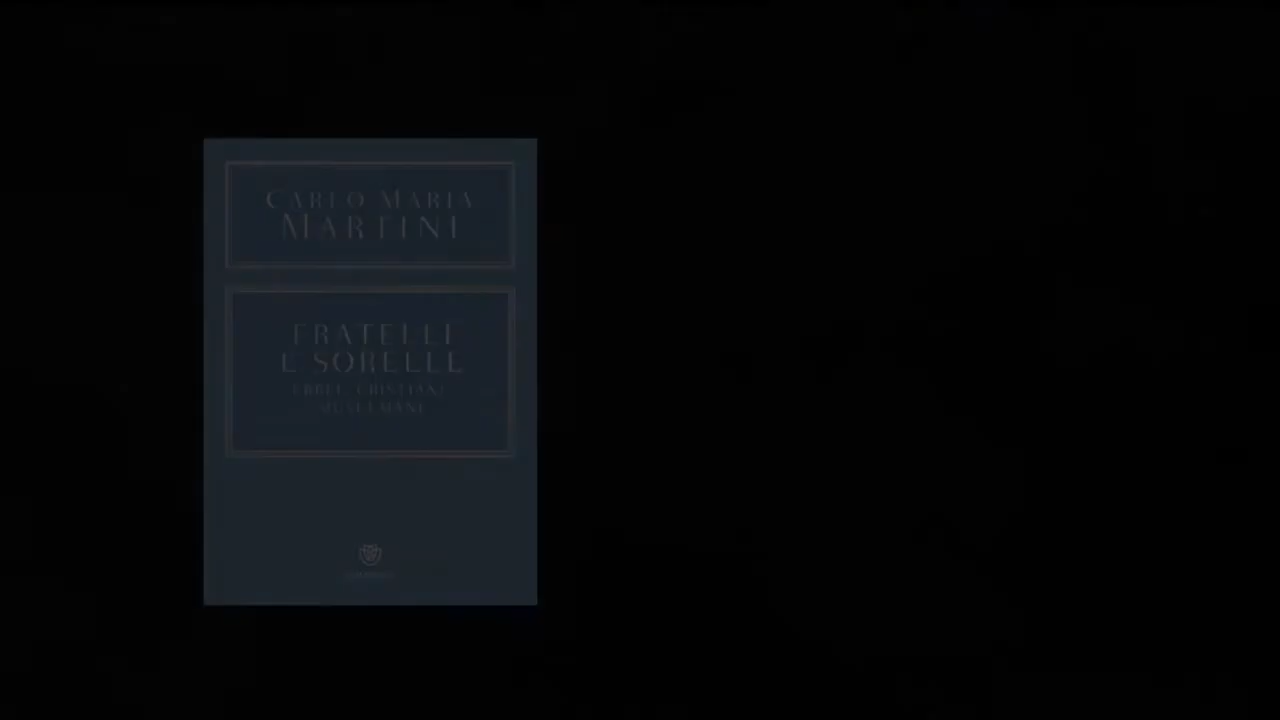 CARLO MARIA
MARTINI
FRATELLI
E SORELLE
EBREI, CRISTIANI,
MUSULMANI